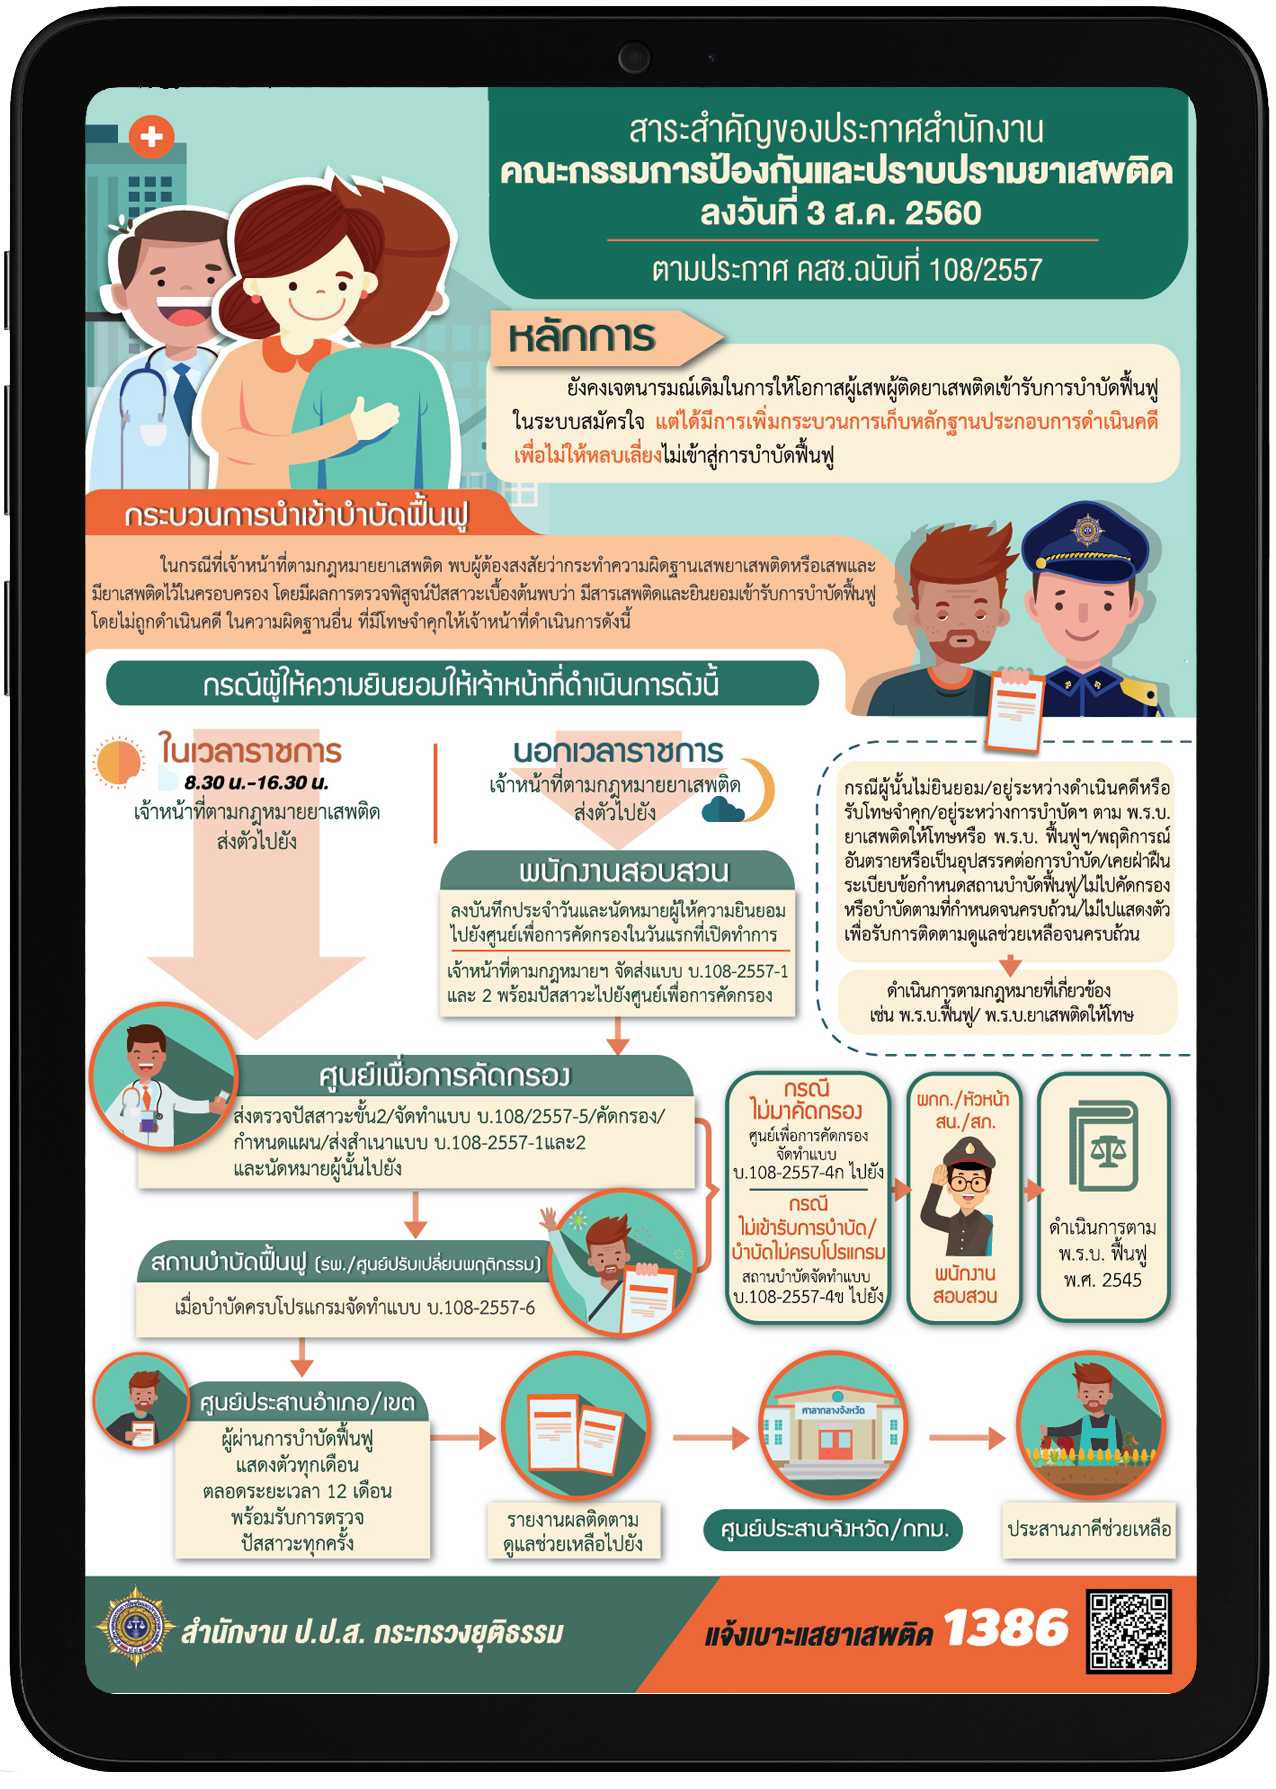 สาระสำคัญของประกาศสำนักงาน
คณะกรรมการป้องกันและปราบปรามยาเสพติด
ลงวันที่ 3 ส.ค. 2560
ตามประกาศ คสช.ฉบับที่ 108/2557
หลักการ
ยังคงเจตนารมณ์เดิมในการให้โอกาสผู้เสพผู้ติดยาเสพติดเข้ารับการบำบัดฟื้นฟู
ในระบบสมัครใจ แต่ได้มีการเพิ่มกระบวนการเก็บหลักฐานประกอบการดำเนินคดี
เพื่อไม่ให้หลบเลี่ยงไม่เข้าสู่การบำบัดฟื้นฟู
กระบวนการนำเข้าบำบัดฟื้นฟู
ในกรณีที่เจ้าหน้าที่ตามกฎหมายยาเสพติด พบผู้ต้องสงสัยว่ากระทำความผิดฐานเสพยาเสพติดหรือเสพและ
มียาเสพติดไว้ในครอบครอง โดยมีผลการตรวจพิสูจน์ปัสสาวะเบื้องต้นพบว่า มีสารเสพติดและยินยอมเข้ารับการบำบัดฟื้นฟู
โดยไม่ถูกดำเนินคดี ในความผิดฐานอื่น ที่มีโทษจำคุกให้เจ้าหน้าที่ดำเนินการดังนี้
กรณีผู้ให้ความยินยอมให้เจ้าหน้าที่ดำเนินการดังนี้
ในเวลาราชการ
8.30 น.-16.30 น.
เจ้าหน้าที่ตามกฎหมายยาเสพติด
ส่งตัวไปยัง
นอกเวลาราชการ
เจ้าหน้าที่ตามกฎหมายยาเสพติด
ส่งตัวไปยัง
พนักงานสอบสวน
ลงบันทึกประจำวันและนัดหมายผู้ให้ความยินยอม
ไปยังศูนย์เพื่อการคัดกรองในวันแรกที่เปิดทำการ
เจ้าหน้าที่ตามกฎหมายฯ จัดส่งแบบ บ.108-2557-1
และ 2 พร้อมปัสสาวะไปยังศูนย์เพื่อการคัดกรอง
กรณีผู้นั้นไม่ยินยอม/อยู่ระหว่างดำเนินคดีหรือ
รับโทษจำคุก/อยู่ระหว่างการบำบัดฯ ตาม พ.ร.บ.
ยาเสพติดให้โทษหรือ พ.ร.บ. ฟื้นฟูฯ/พฤติการณ์
อันตรายหรือเป็นอุปสรรคต่อการบำบัด/เคยฝ่าฝืน
ระเบียบข้อกำหนดสถานบำบัดฟื้นฟู/ไม่ไปคัดกรอง
หรือบำบัดตามที่กำหนดจนครบถ้วน/ไม่ไปแสดงตัว
เพื่อรับการติดตามดูแลช่วยเหลือจนครบถ้วน
ดำเนินการตามกฎหมายที่เกี่ยวข้อง
เช่น พ.ร.บ.ฟื้นฟู/ พ.ร.บ.ยาเสพติดให้โทษ
ศูนย์เพื่อการคัดกรอง
ส่งตรวจปัสสาวะขั้น2/จัดทำแบบ บ.108/2557-5/คัดกรอง/
กำหนดแผน/ส่งสำเนาแบบ บ.108-2557-1และ2
และนัดหมายผู้นั้นไปยัง
กรณี
ไม่มาคัดกรอง
ศูนย์เพื่อการคัดกรอง
จัดทำแบบ
บ.108-2557-4ก ไปยัง
กรณี
ไม่เข้ารับการบำบัด/
บำบัดไม่ครบโปรแกรม
สถานบำบัดจัดทำแบบ
บ.108-2557-4ข ไปยัง
ผกก./หัวหน้า
สน./สภ.
พนักงาน
สอบสวน
ดำเนินการตาม
พ.ร.บ. ฟื้นฟู
พ.ศ. 2545
สถานบำบัดฟื้นฟู (รพ./ศูนย์ปรับเปลี่ยนพฤติกรรม)
เมื่อบำบัดครบโปรแกรมจัดทำแบบ บ.108-2557-6
ศูนย์ประสานอำเภอ/เขต
ผู้ผ่านการบำบัดฟื้นฟู
แสดงตัวทุกเดือน
ตลอดระยะเวลา 12 เดือน
พร้อมรับการตรวจ
ปัสสาวะทุกครั้ง
รายงานผลติดตาม
ดูแลช่วยเหลือไปยัง
ศาลากลางจังหวัด
ศูนย์ประสานจังหวัด/กทม.
ประสานภาคีช่วยเหลือ
สำนักงาน ป.ป.ส. กระทรวงยุติธรรม
แจ้งเบาะแสยาเสพติด 1386